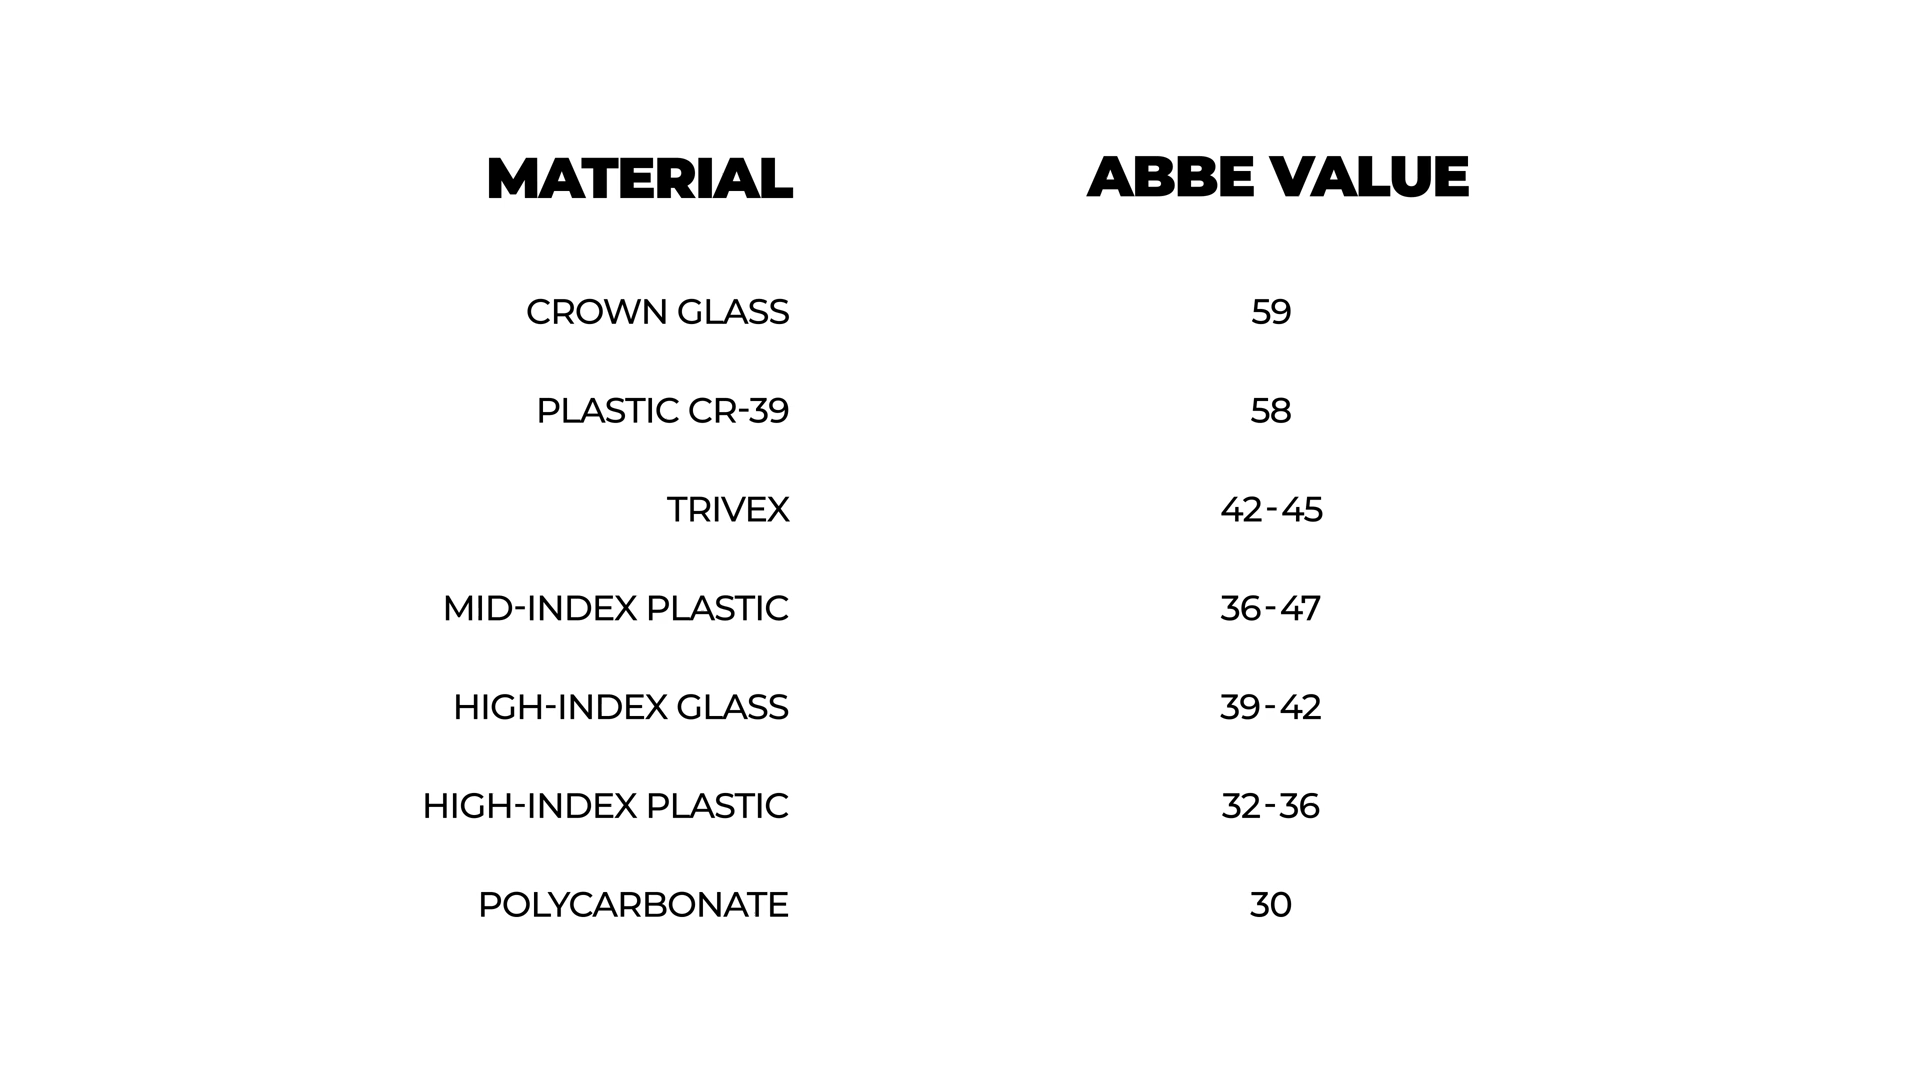 MATERIAL ABBE VALUE
CROWN GLASS 59
PLASTIC CR-39 58
TRIVEX 42-45
MID-INDEX PLASTIC 36-47
HIGH-INDEX GLASS 39-42
HIGH-INDEX PLASTIC 32-36
POLYCARBONATE 30